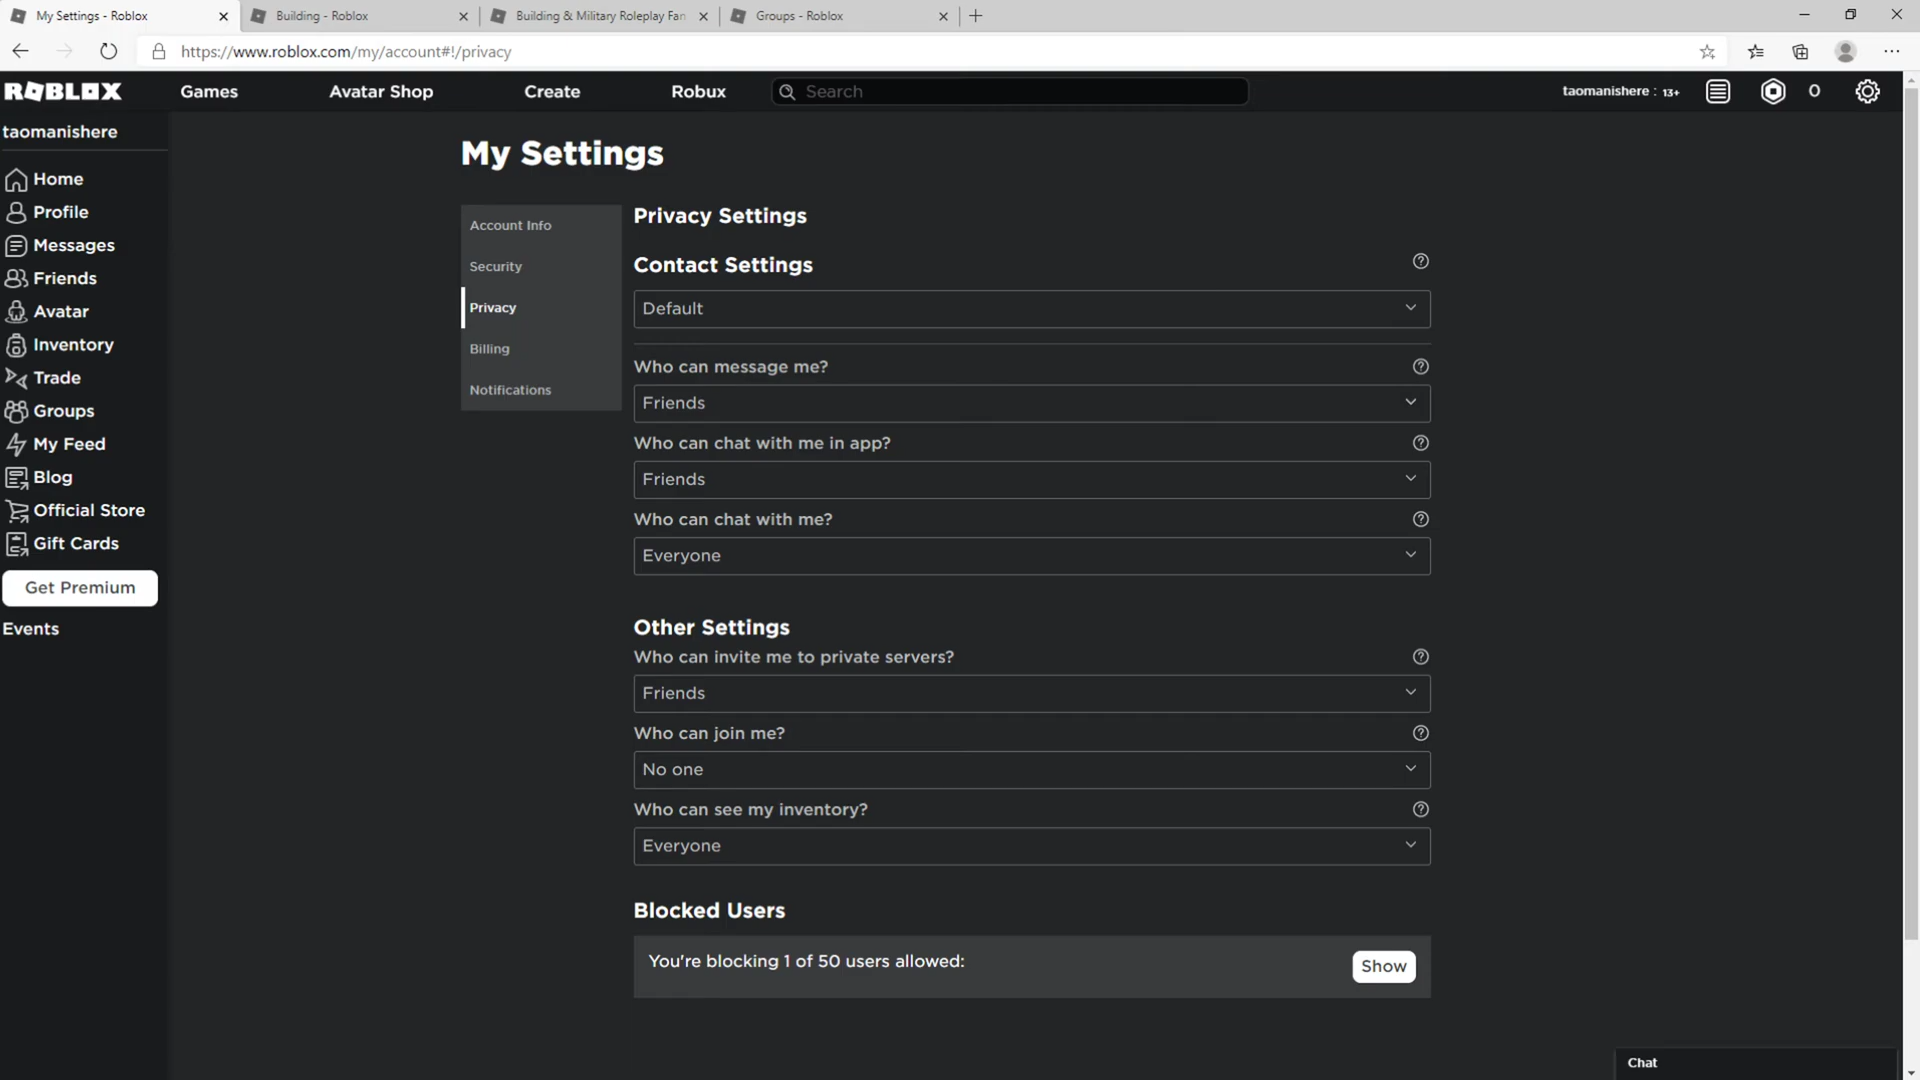 My Settings - Roblox
Building - Roblox
Building & Military Roleplay Fan
Groups - Roblox
https://www.roblox.com/my/account#!/privacy
ROBLOX
Games
Avatar Shop
Create
Robux
Search
taomanishere : 13+
0
taomanishere
Home
Profile
Messages
Friends
Avatar
Inventory
Trade
Groups
My Feed
Blog
Official Store
Gift Cards
Get Premium
Events
My Settings
Account Info
Security
Privacy
Billing
Notifications
Privacy Settings
Contact Settings
Default
Who can message me?
Friends
Who can chat with me in app?
Friends
Who can chat with me?
Everyone
Other Settings
Who can invite me to private servers?
Friends
Who can join me?
No one
Who can see my inventory?
Everyone
Blocked Users
You're blocking 1 of 50 users allowed:
Show
Chat